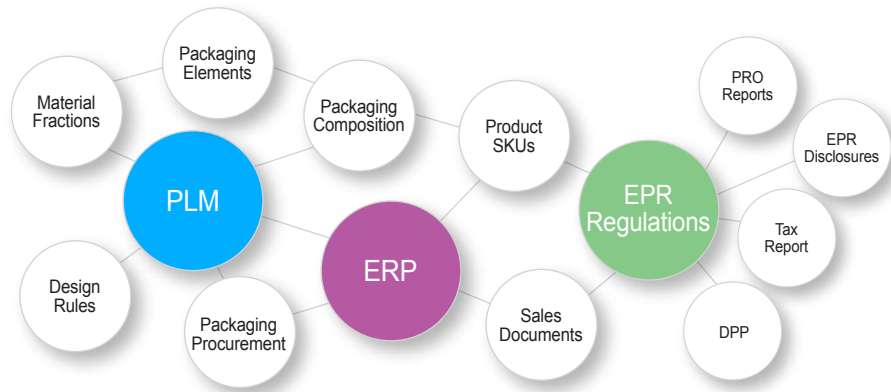 Packaging
Elements
Material
Fractions
Packaging
Composition
Product
SKUs
PRO
Reports
EPR
Disclosures
PLM
EPR
Regulations
Tax
Report
ERP
Design
Rules
Packaging
Procurement
Sales
Documents
DPP